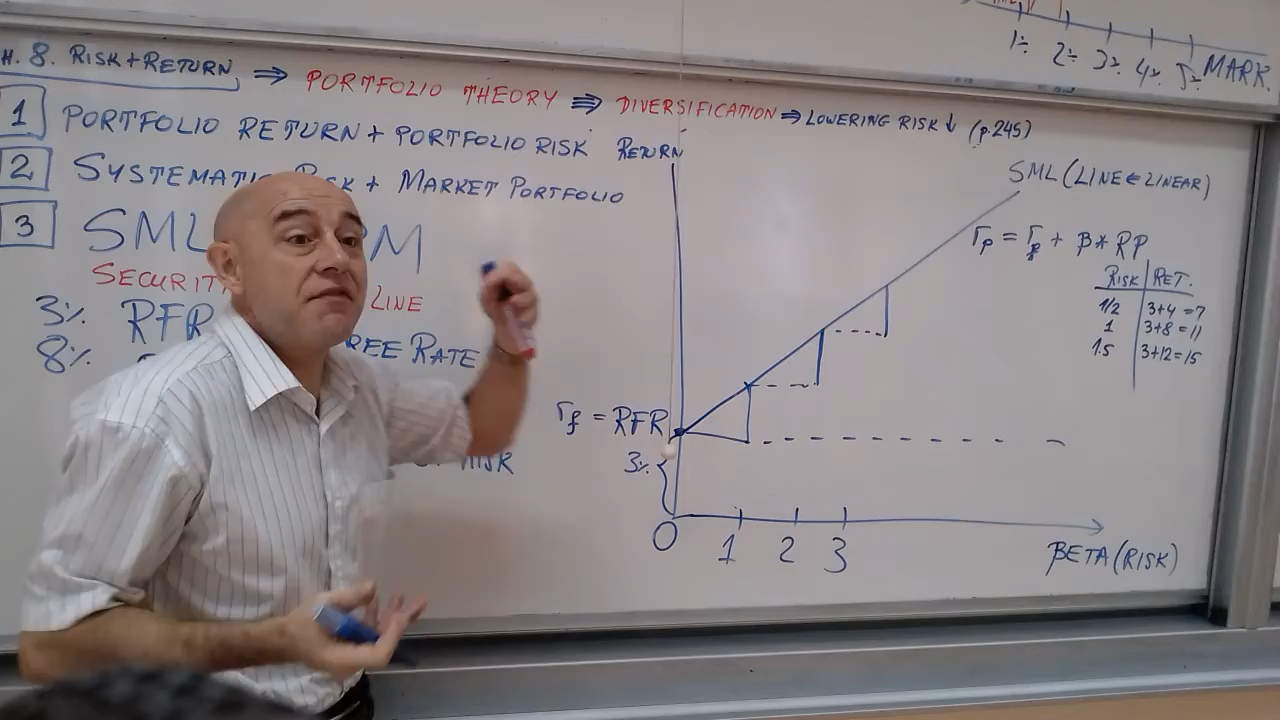 H. 8. RISK+RETURN ⇒ PORTFOLIO THEORY ⇒ DIVERSIFICATION ⇒ LOWERING RISK ↓ (p.245)
1 PORTFOLIO RETURN + PORTFOLIO RISK
2 SYSTEMATIC RISK + MARKET PORTFOLIO
3 SML PM
SECURIT LINE
3% RFR REE RATE
8%
RISK
1% 2% 3% 4% 5% MARK.
RETURN
SML (LINE ← LINEAR)
rp = rf + β * RP
RISK RET.
1/2 3+4=7
1 3+8=11
1.5 3+12=15
rf = RFR
3%
0 1 2 3
BETA (RISK)